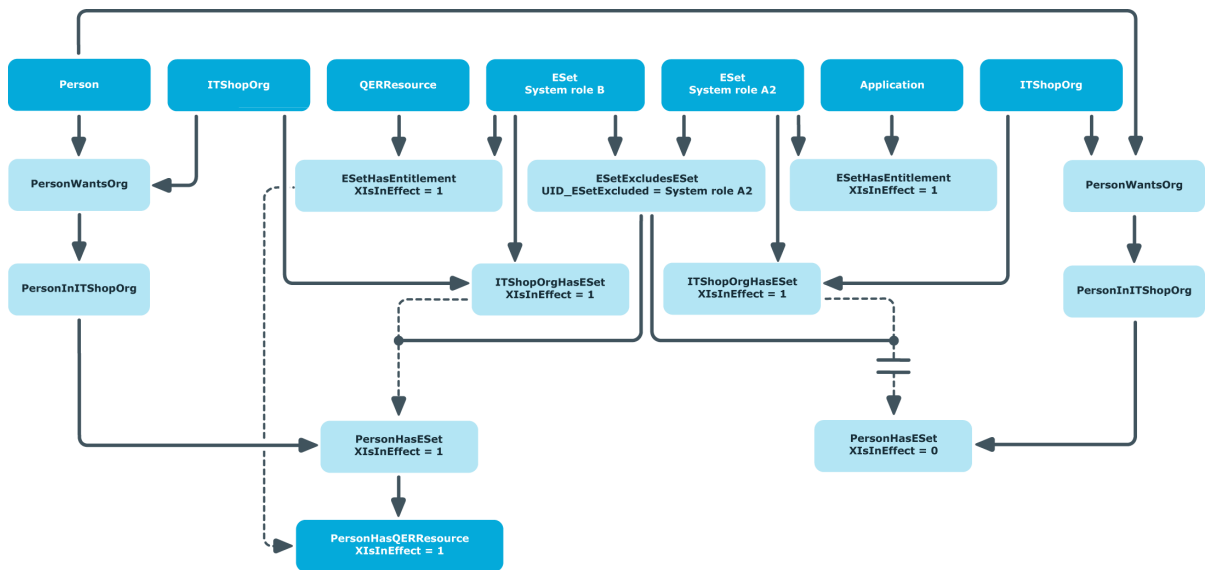 Person
ITShopOrg
QERResource
ESet
System role B
ESet
System role A2
Application
ITShopOrg
PersonWantsOrg
ESetHasEntitlement
XIsInEffect = 1
ESetExcludesESet
UID_ESetExcluded = System role A2
ESetHasEntitlement
XIsInEffect = 1
PersonWantsOrg
PersonInITShopOrg
ITShopOrgHasESet
XIsInEffect = 1
ITShopOrgHasESet
XIsInEffect = 1
PersonInITShopOrg
PersonHasESet
XIsInEffect = 1
PersonHasESet
XIsInEffect = 0
PersonHasQERResource
XIsInEffect = 1